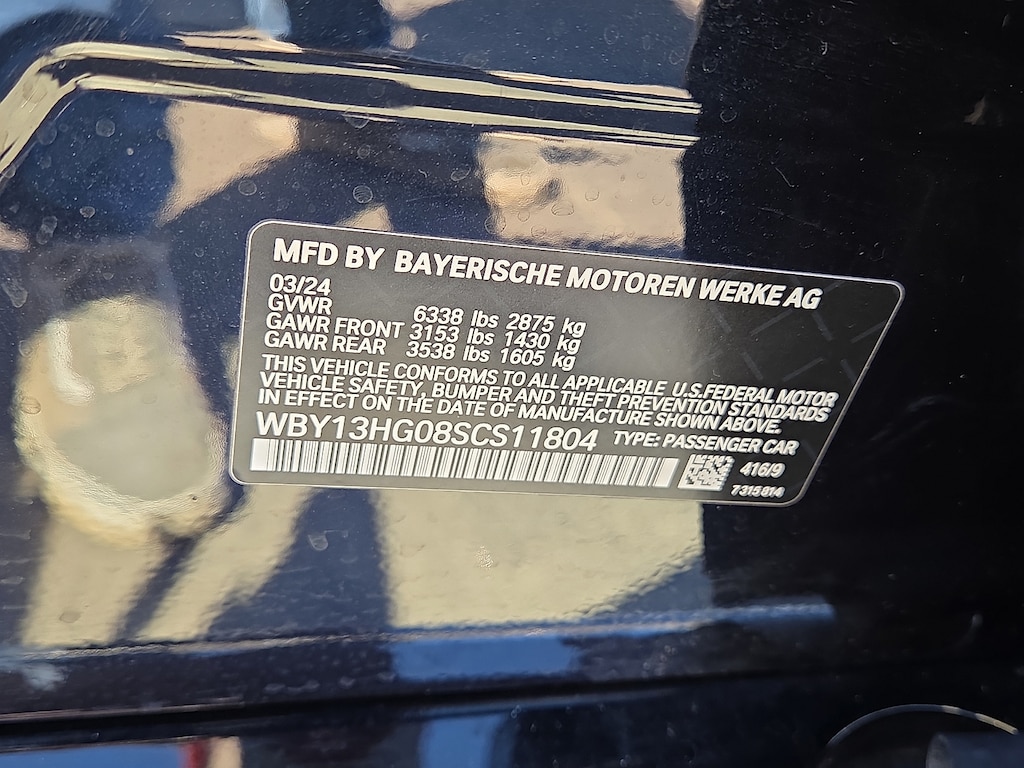 MFD BY BAYERISCHE MOTOREN WERKE AG
03/24
GVWR 6338 lbs 2875 kg
GAWR FRONT 3153 lbs 1430 kg
GAWR REAR 3538 lbs 1605 kg
THIS VEHICLE CONFORMS TO ALL APPLICABLE U.S.FEDERAL MOTOR
VEHICLE SAFETY, BUMPER AND THEFT PREVENTION STANDARDS
IN EFFECT ON THE DATE OF MANUFACTURE SHOWN ABOVE.
WBY13HG08SCS11804 TYPE: PASSENGER CAR
416/9
7315814